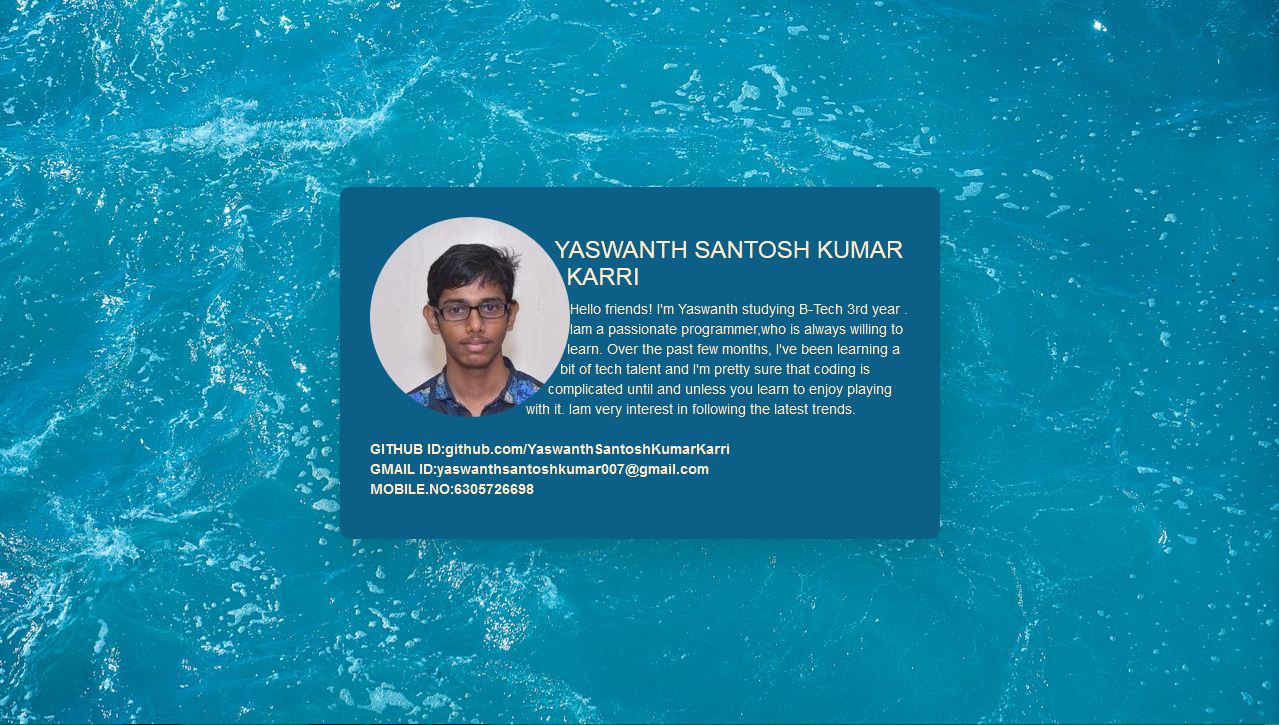 YASWANTH SANTOSH KUMAR
KARRI
Hello friends! I'm Yaswanth studying B-Tech 3rd year .
Iam a passionate programmer,who is always willing to
learn. Over the past few months, I've been learning a
bit of tech talent and I'm pretty sure that coding is
complicated until and unless you learn to enjoy playing
with it. Iam very interest in following the latest trends.
GITHUB ID:github.com/YaswanthSantoshKumarKarri
GMAIL ID:yaswanthsantoshkumar007@gmail.com
MOBILE.NO:6305726698